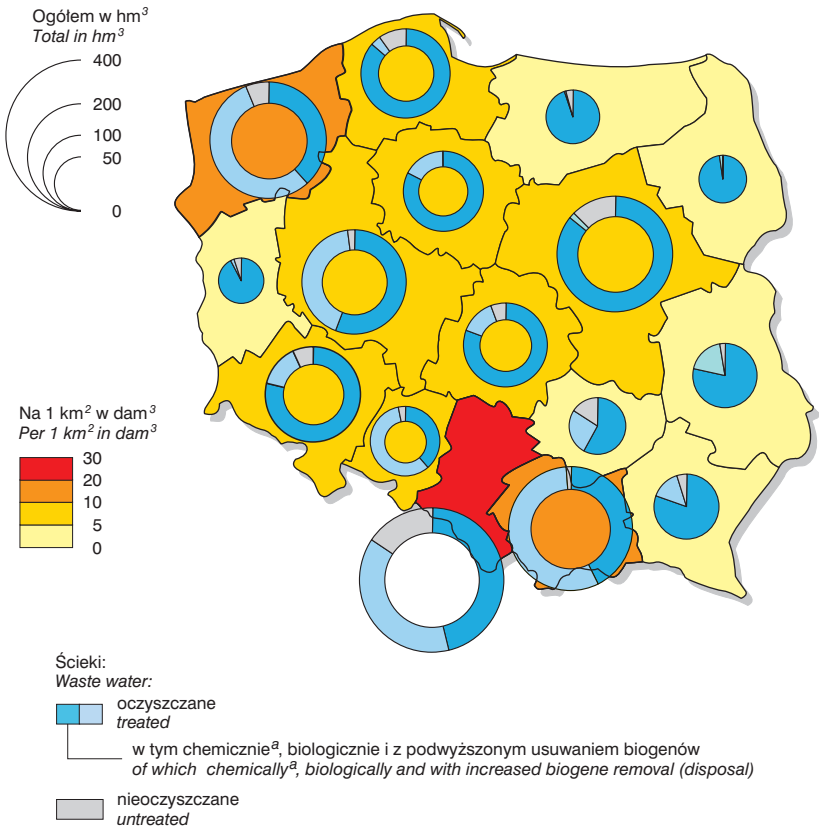 Ogółem w hm³
Total in hm³
400
200
100
50
0
Na 1 km² w dam³
Per 1 km² in dam³
30
20
10
5
0
Ścieki:
Waste water:
oczyszczane
treated
w tym chemicznieᵃ, biologicznie i z podwyższonym usuwaniem biogenów
of which chemicallyᵃ, biologically and with increased biogene removal (disposal)
nieoczyszczane
untreated